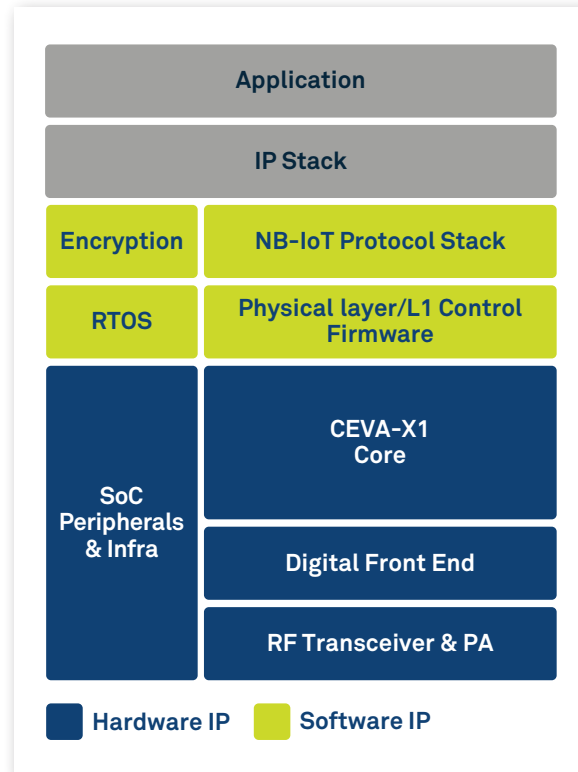 Application
IP Stack
Encryption
NB-IoT Protocol Stack
RTOS
Physical layer/L1 Control
Firmware
SoC
Peripherals
& Infra
CEVA-X1
Core
Digital Front End
RF Transceiver & PA
Hardware IP
Software IP